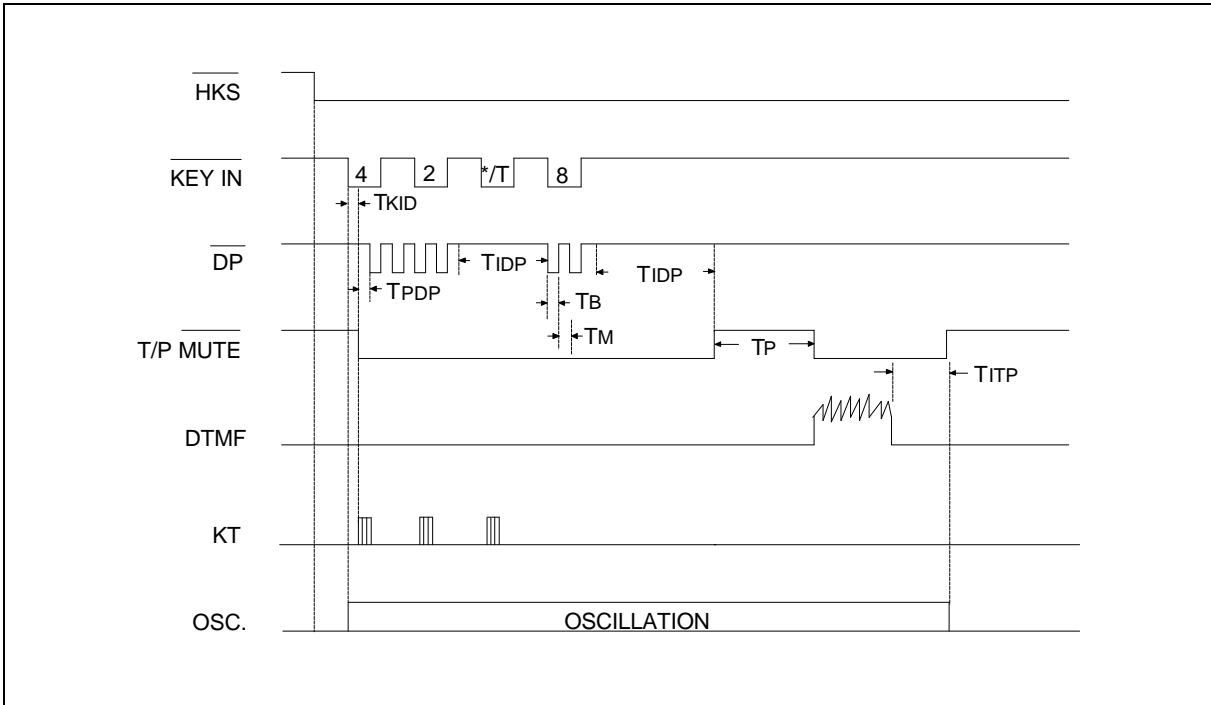 HKS
KEY IN
4
2
*/T
8
TKID
DP
TIDP
TIDP
TPDP
TB
TM
T/P MUTE
TP
TITP
DTMF
KT
OSC.
OSCILLATION